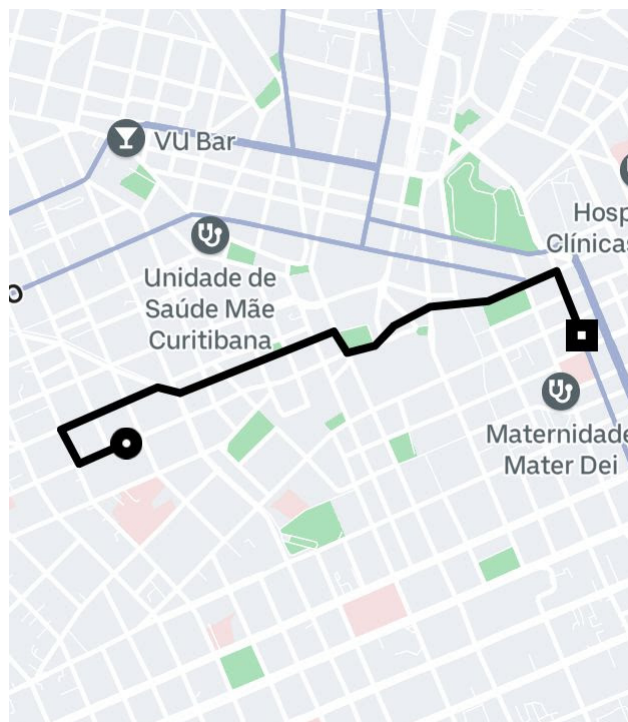 VU Bar
Hosp
Clínicas
Unidade de
Saúde Mãe
Curitibana
Maternidade
Mater Dei